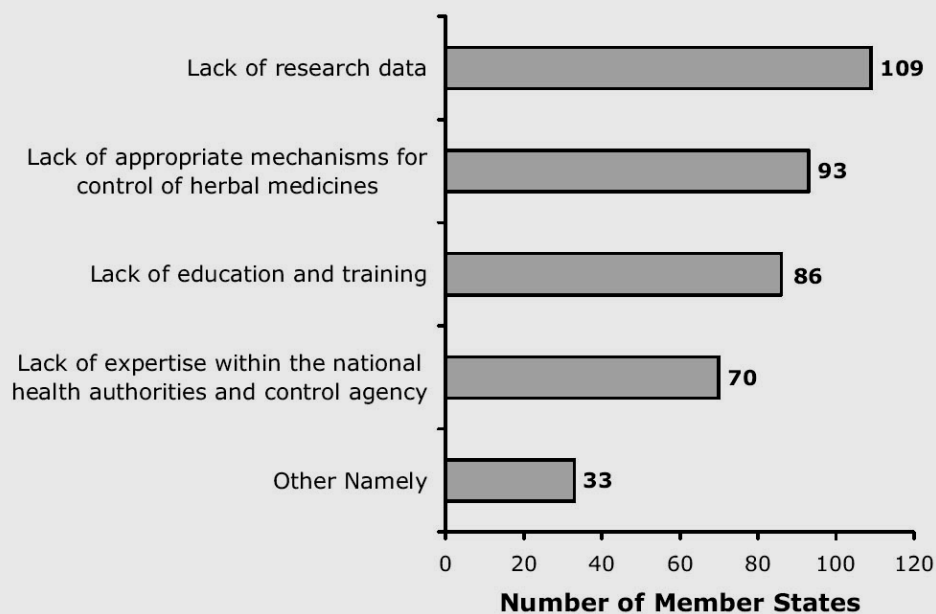 Lack of research data
109
Lack of appropriate mechanisms for
control of herbal medicines
93
Lack of education and training
86
Lack of expertise within the national
health authorities and control agency
70
Other Namely
33
0 20 40 60 80 100 120
Number of Member States